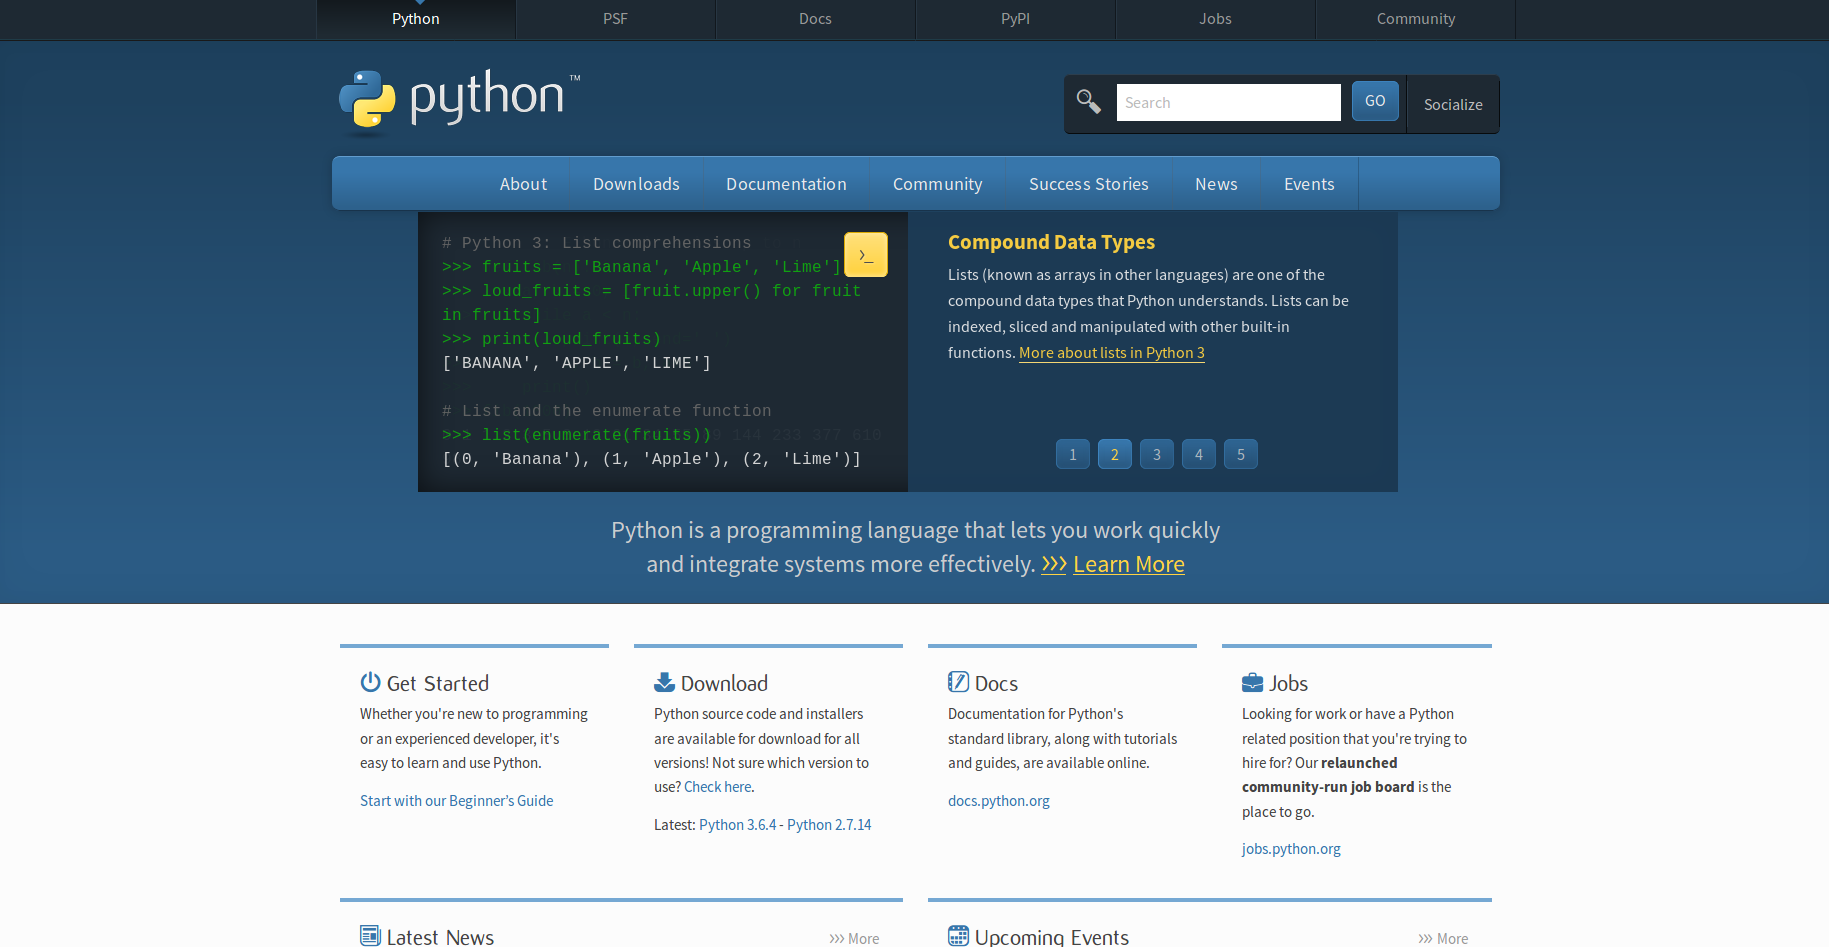 Python PSF Docs PyPI Jobs Community
python™
Search GO Socialize
About Downloads Documentation Community Success Stories News Events
# Python 3: List comprehensions
>>> fruits = ['Banana', 'Apple', 'Lime']
>>> loud_fruits = [fruit.upper() for fruit
in fruits]
>>> print(loud_fruits)
['BANANA', 'APPLE', 'LIME']
# List and the enumerate function
>>> list(enumerate(fruits))
[(0, 'Banana'), (1, 'Apple'), (2, 'Lime')]
144 233 377 610
>_
Compound Data Types
Lists (known as arrays in other languages) are one of the
compound data types that Python understands. Lists can be
indexed, sliced and manipulated with other built-in
functions. More about lists in Python 3
1 2 3 4 5
Python is a programming language that lets you work quickly
and integrate systems more effectively. >>> Learn More
Get Started
Whether you're new to programming
or an experienced developer, it's
easy to learn and use Python.
Start with our Beginner’s Guide
Download
Python source code and installers
are available for download for all
versions! Not sure which version to
use? Check here.
Latest: Python 3.6.4 - Python 2.7.14
Docs
Documentation for Python's
standard library, along with tutorials
and guides, are available online.
docs.python.org
Jobs
Looking for work or have a Python
related position that you're trying to
hire for? Our relaunched
community-run job board is the
place to go.
jobs.python.org
Latest News >>> More
Upcoming Events >>> More